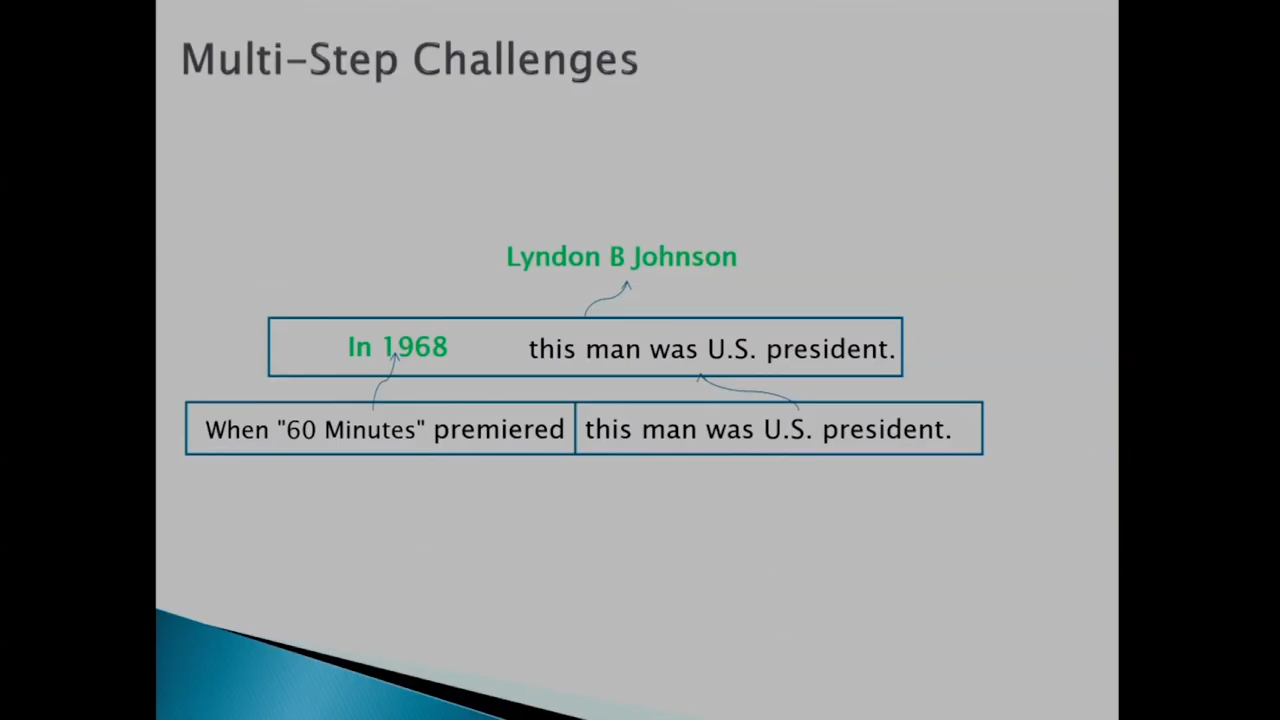 Multi-Step Challenges
Lyndon B Johnson
In 1968 this man was U.S. president.
When "60 Minutes" premiered this man was U.S. president.